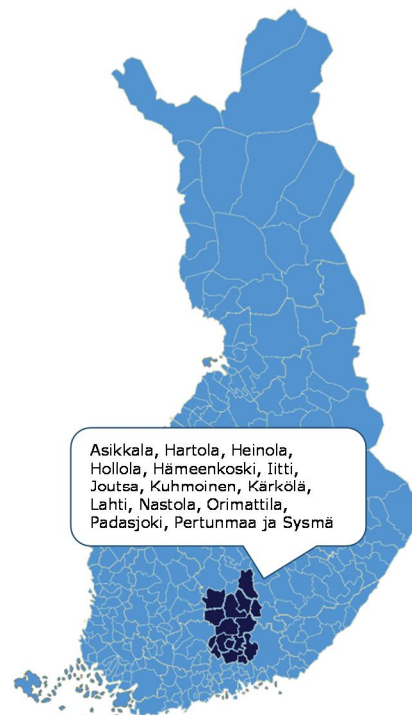 Asikkala, Hartola, Heinola,
Hollola, Hämeenkoski, Iitti,
Joutsa, Kuhmoinen, Kärkölä,
Lahti, Nastola, Orimattila,
Padasjoki, Pertunmaa ja Sysmä